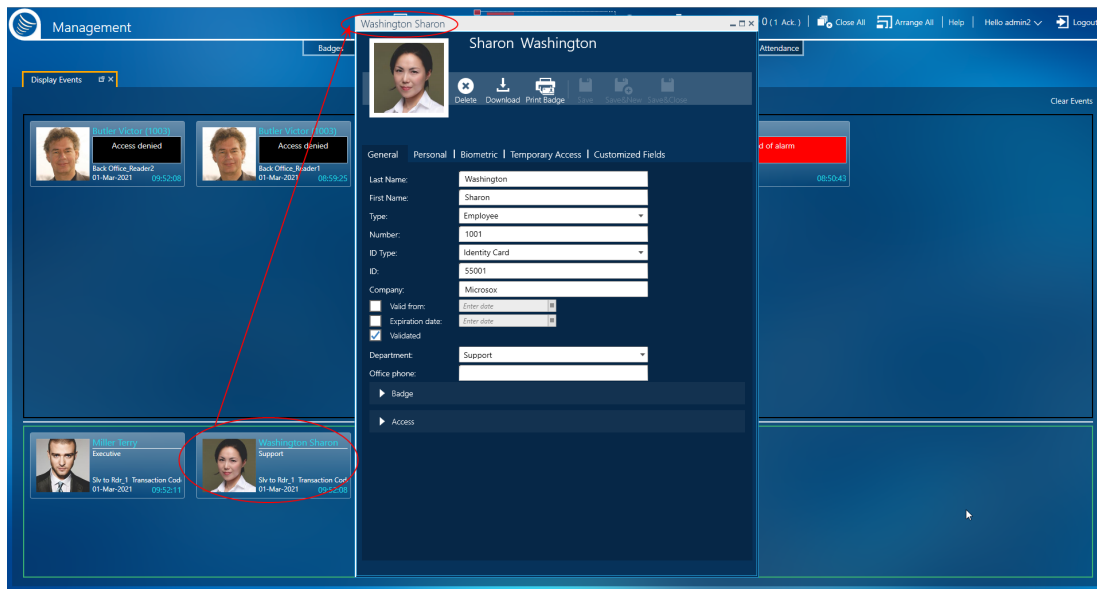 Management
Washington Sharon
0 (1 Ack.)
Close All
Arrange All
Help
Hello admin2
Logout
Badges
Attendance
Display Events
Clear Events
Butler Victor (1003)
Access denied
Back Office_Reader2
01-Mar-2021 09:52:08
Butler Victor (1003)
Access denied
Back Office_Reader1
01-Mar-2021 08:59:25
d of alarm
08:50:43
Sharon Washington
Delete
Download
Print Badge
Save
Save&New
Save&Close
General
Personal
Biometric
Temporary Access
Customized Fields
Last Name: Washington
First Name: Sharon
Type: Employee
Number: 1001
ID Type: Identity Card
ID: 55001
Company: Microsox
Valid from: Enter date
Expiration date: Enter date
Validated
Department: Support
Office phone:
Badge
Access
Miller Terry
Executive
Slv to Rdr_1 Transaction Cod
01-Mar-2021 09:52:11
Washington Sharon
Support
Slv to Rdr_1 Transaction Cod
01-Mar-2021 09:52:08